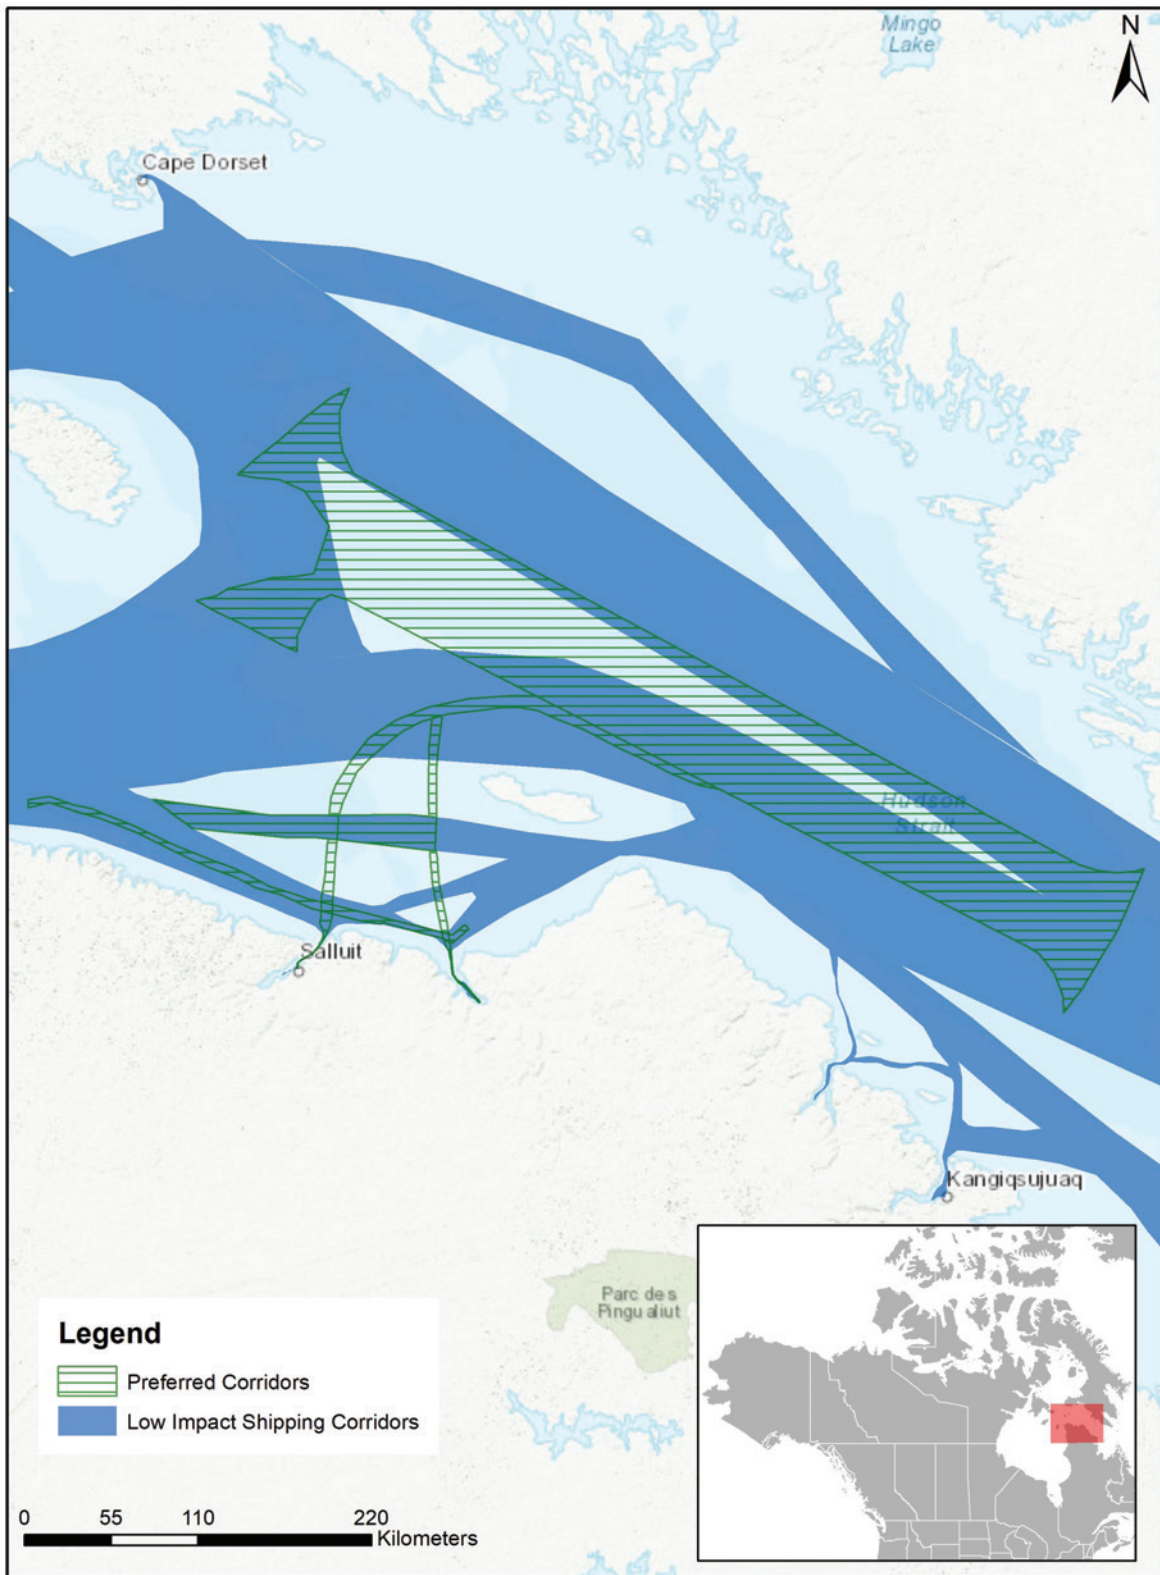 Mingo
Lake
N
Cape Dorset
Hudson
Strait
Salluit
Kangiqsujuaq
Parc des
Pingualiut
Legend
Preferred Corridors
Low Impact Shipping Corridors
0 55 110 220
Kilometers